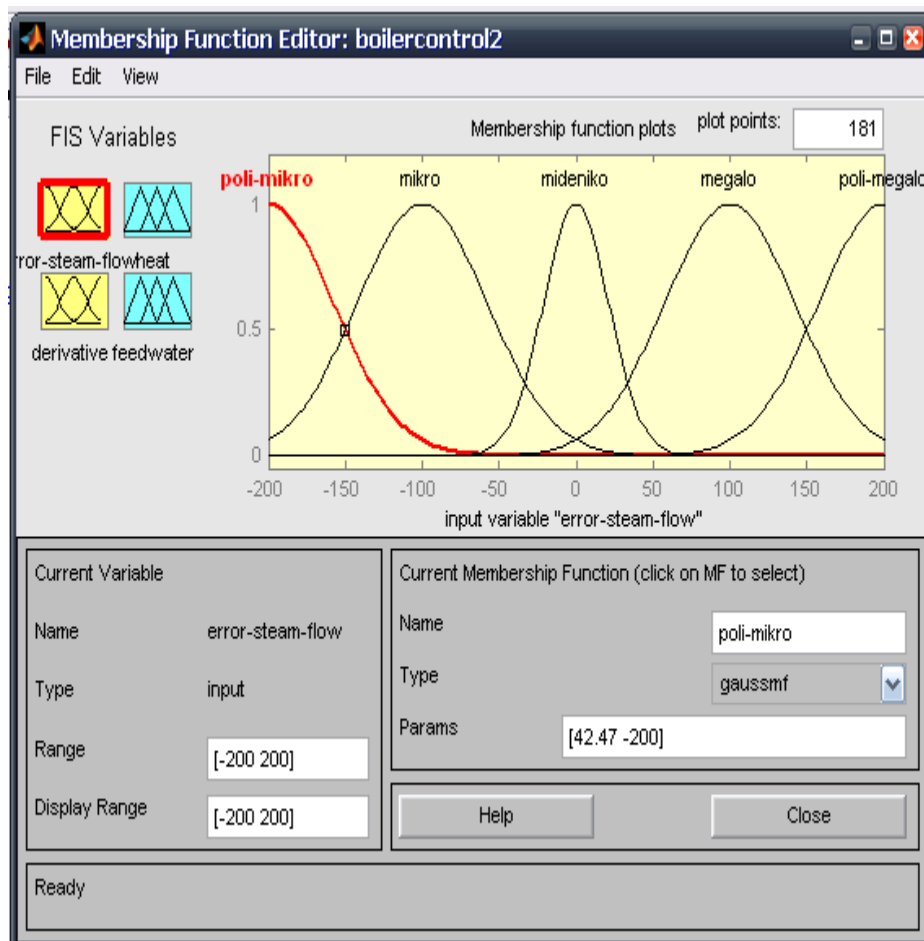 Membership Function Editor: boilercontrol2
File Edit View
FIS Variables
Membership function plots plot points: 181
poli-mikro mikro mideniko megalo poli-megalo
1
0.5
0
-200 -150 -100 -50 0 50 100 150 200
input variable "error-steam-flow"
ror-steam-flowheat
derivative feedwater
Current Variable
Name error-steam-flow
Type input
Range [-200 200]
Display Range [-200 200]
Current Membership Function (click on MF to select)
Name poli-mikro
Type gaussmf
Params [42.47 -200]
Help Close
Ready